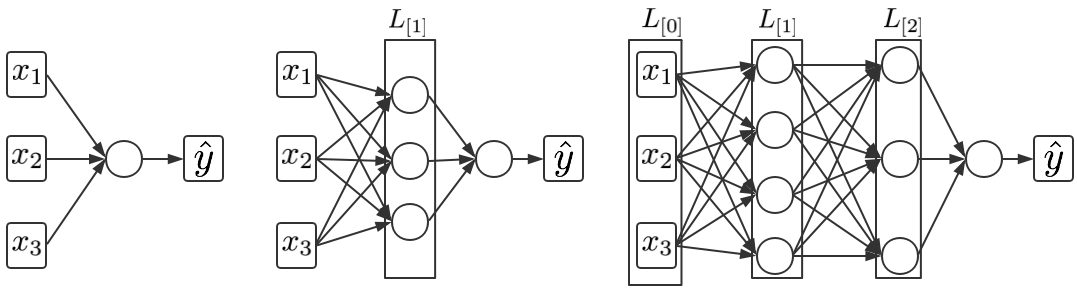 x₁
x₂
x₃
ŷ
L[1]
x₁
x₂
x₃
ŷ
L[0] L[1] L[2]
x₁
x₂
x₃
ŷ